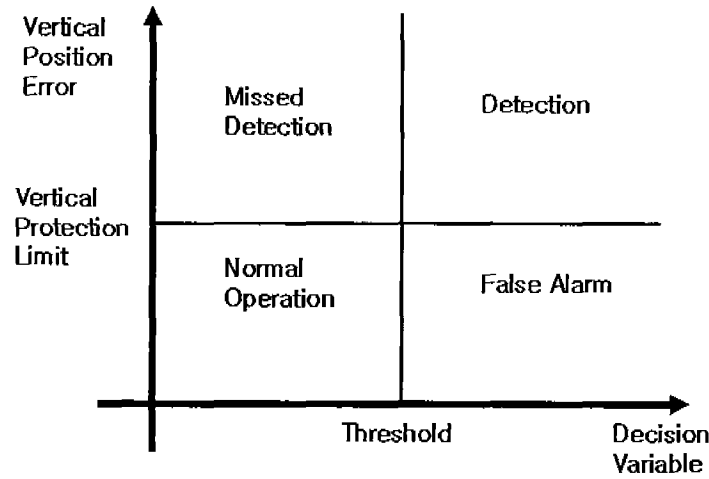 Vertical
Position
Error
Missed
Detection
Detection
Vertical
Protection
Limit
Normal
Operation
False Alarm
Threshold
Decision
Variable